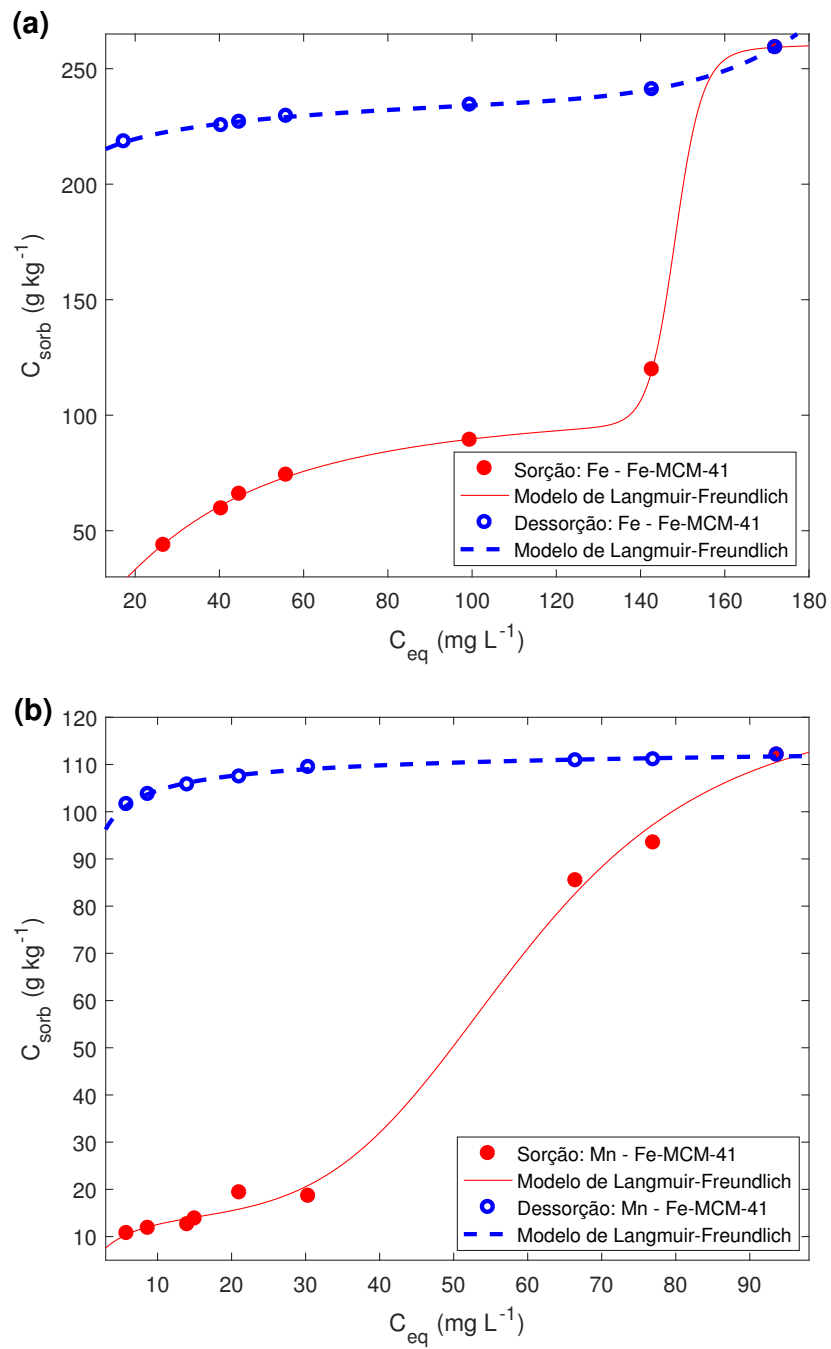 (a)
250
200
150
100
50
C_sorb (g kg^-1)
Sorção: Fe - Fe-MCM-41
Modelo de Langmuir-Freundlich
Dessorção: Fe - Fe-MCM-41
Modelo de Langmuir-Freundlich
20 40 60 80 100 120 140 160 180
C_eq (mg L^-1)
(b)
120
110
100
90
80
70
60
50
40
30
20
10
C_sorb (g kg^-1)
Sorção: Mn - Fe-MCM-41
Modelo de Langmuir-Freundlich
Dessorção: Mn - Fe-MCM-41
Modelo de Langmuir-Freundlich
10 20 30 40 50 60 70 80 90
C_eq (mg L^-1)